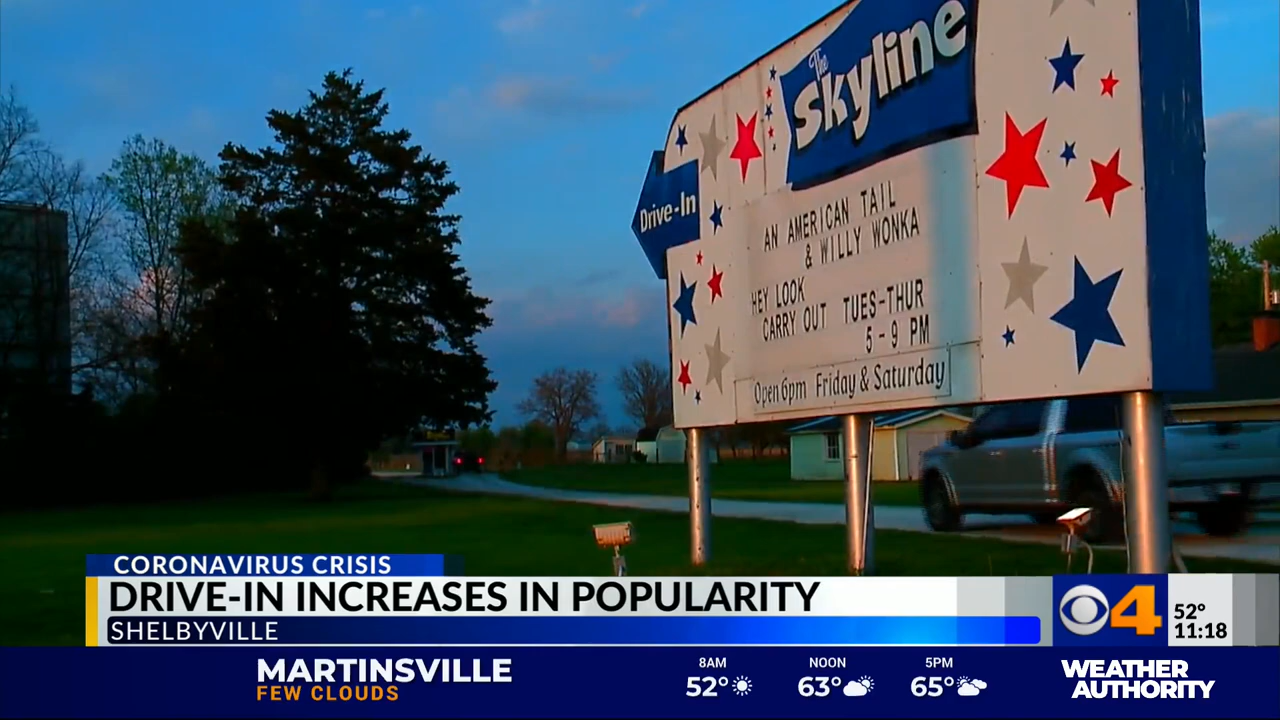 The
Skyline
Drive-In
AN AMERICAN TAIL
& WILLY WONKA
HEY LOOK
CARRY OUT TUES-THUR
5-9 PM
Open 6pm Friday & Saturday
CORONAVIRUS CRISIS
DRIVE-IN INCREASES IN POPULARITY
SHELBYVILLE
4
52°
11:18
MARTINSVILLE
FEW CLOUDS
8AM
52°
NOON
63°
5PM
65°
WEATHER
AUTHORITY